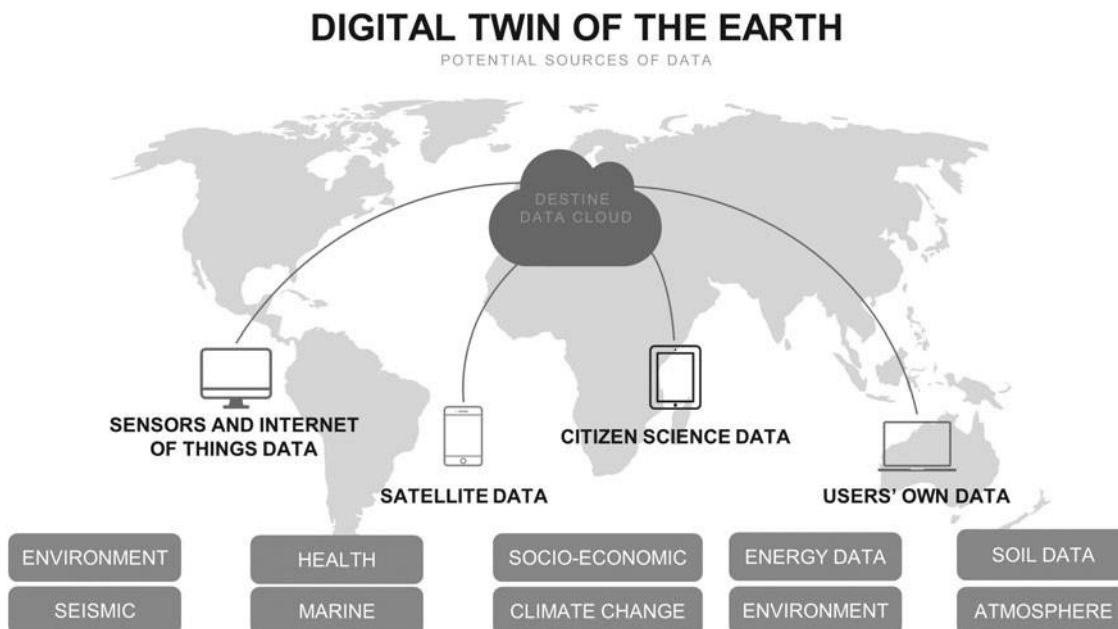 DIGITAL TWIN OF THE EARTH
POTENTIAL SOURCES OF DATA
DESTINE
DATA CLOUD
SENSORS AND INTERNET
OF THINGS DATA
SATELLITE DATA
CITIZEN SCIENCE DATA
USERS’ OWN DATA
ENVIRONMENT
HEALTH
SOCIO-ECONOMIC
ENERGY DATA
SOIL DATA
SEISMIC
MARINE
CLIMATE CHANGE
ENVIRONMENT
ATMOSPHERE